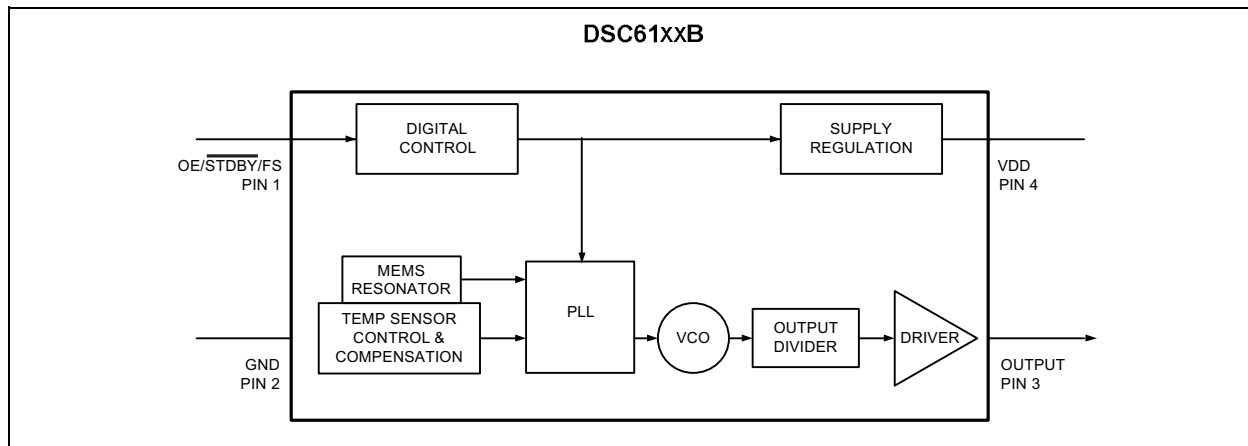 DSC61xxB
DIGITAL
CONTROL
SUPPLY
REGULATION
OE/STDBY/FS
PIN 1
VDD
PIN 4
MEMS
RESONATOR
TEMP SENSOR
CONTROL &
COMPENSATION
PLL
VCO
OUTPUT
DIVIDER
DRIVER
GND
PIN 2
OUTPUT
PIN 3